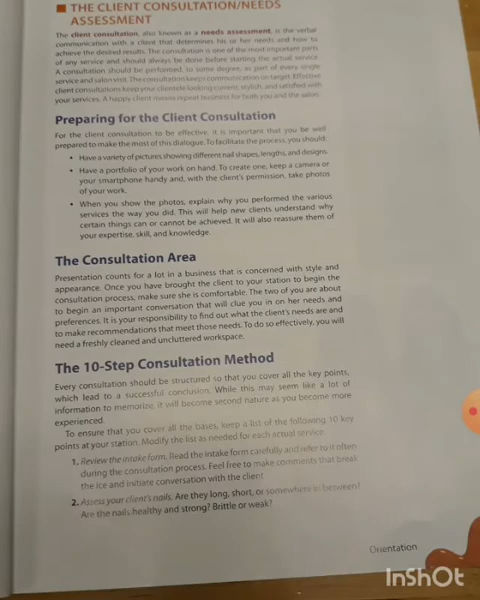 THE CLIENT CONSULTATION/NEEDS
ASSESSMENT
The client consultation, also known as a needs assessment, is the verbal
communication with a client that determines his or her needs and how to
achieve the desired results. The consultation is one of the most important parts
of any service and should always be done before starting the actual service.
A consultation should be performed, to some degree, as part of every single
service and salon visit. The consultation keeps communication on target. Effective
client consultations keep your clientele looking current, stylish, and satisfied with
your services. A happy client means repeat business for both you and the salon.
Preparing for the Client Consultation
For the client consultation to be effective, it is important that you be well
prepared to make the most of this dialogue. To facilitate the process, you should:
• Have a variety of pictures showing different nail shapes, lengths, and designs.
• Have a portfolio of your work on hand. To create one, keep a camera or
your smartphone handy and, with the client's permission, take photos
of your work.
• When you show the photos, explain why you performed the various
services the way you did. This will help new clients understand why
certain things can or cannot be achieved. It will also reassure them of
your expertise, skill, and knowledge.
The Consultation Area
Presentation counts for a lot in a business that is concerned with style and
appearance. Once you have brought the client to your station to begin the
consultation process, make sure she is comfortable. The two of you are about
to begin an important conversation that will clue you in on her needs and
preferences. It is your responsibility to find out what the client's needs are and
to make recommendations that meet those needs. To do so effectively, you will
need a freshly cleaned and uncluttered workspace.
The 10-Step Consultation Method
Every consultation should be structured so that you cover all the key points,
which lead to a successful conclusion. While this may seem like a lot of
information to memorize, it will become second nature as you become more
experienced.
To ensure that you cover all the bases, keep a list of the following 10 key
points at your station. Modify the list as needed for each actual service.
1. Review the intake form. Read the intake form carefully and refer to it often
during the consultation process. Feel free to make comments that break
the ice and initiate conversation with the client
2. Assess your client's nails. Are they long, short, or somewhere in between?
Are the nails healthy and strong? Brittle or weak?
Orientation
InShOt